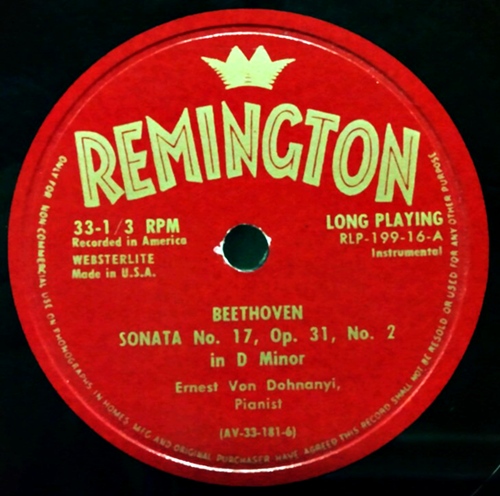 REMINGTON
33-1/3 RPM
Recorded in America
WEBSTERLITE
Made in U.S.A.
LONG PLAYING
RLP-199-16-A
Instrumental
BEETHOVEN
SONATA No. 17, Op. 31, No. 2
in D Minor
Ernest Von Dohnanyi,
Pianist
(AV-33-181-6)
ONLY FOR NON COMMERCIAL USE ON PHONOGRAPHS IN HOMES. MFG AND ORIGINAL PURCHASER HAVE AGREED THIS RECORD SHALL NOT BE RESOLD OR USED FOR ANY OTHER PURPOSE.